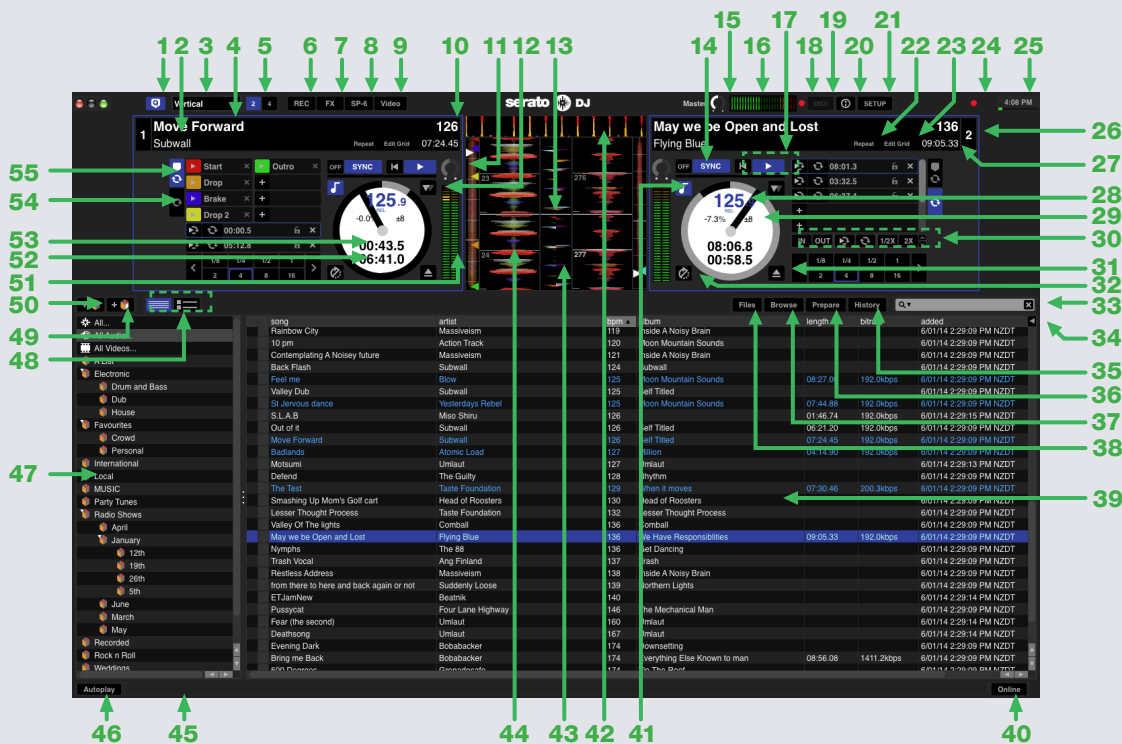 15 16 17 18 19 20 21 22 23 24 25
1 2 3 4 5 6 7 8 9 10 11 12 13 14
Vertical 2 4 REC FX SP-6 Video serato DJ Master MIDI SETUP 4:08 PM
1 Move Forward 126
Subwall Repeat Edit Grid 07:24.45
May we be Open and Lost 136 2
Flying Blue Repeat Edit Grid 09:05.33
26
27
28
29
30
31
32
33
34
35
36
37
38
39
40
Start Outro
Drop
Brake
Drop 2
00:00.5
05:12.8
1/8 1/4 1/2 1
2 4 8 16
OFF SYNC
125.9
REL
-0.0% ±8
00:43.5
06:41.0
23 276
24 277
OFF SYNC
125.9
REL
-7.3% ±8
08:06.8
00:58.5
08:01.3
03:32.5
06:37.4
IN OUT 1/2X 2X
1/8 1/4 1/2 1
2 4 8 16
55
54
53
52
51
50
49
48
47
Files Browse Prepare History
All...
All Audio...
All Videos...
A List
Electronic
Drum and Bass
Dub
House
Favourites
Crowd
Personal
International
Local
MUSIC
Party Tunes
Radio Shows
April
January
12th
19th
26th
5th
June
March
May
Recorded
Rock n Roll
Weddings
song artist bpm album length bitrate added
Rainbow City Massiveism 119 Inside A Noisy Brain 6/01/14 2:29:09 PM NZDT
10 pm Action Track 120 Moon Mountain Sounds 6/01/14 2:29:09 PM NZDT
Contemplating A Noisey future Massiveism 121 Inside A Noisy Brain 6/01/14 2:29:09 PM NZDT
Back Flash Subwall 124 Subwall 6/01/14 2:29:09 PM NZDT
Feel me Blow 125 Moon Mountain Sounds 08:27.00 192.0kbps 6/01/14 2:29:09 PM NZDT
Valley Dub Subwall 125 Self Titled 6/01/14 2:29:09 PM NZDT
St Jervous dance Yesterdays Rebel 125 Moon Mountain Sounds 07:44.88 192.0kbps 6/01/14 2:29:09 PM NZDT
S.L.A.B Miso Shiru 126 01:46.74 192.0kbps 6/01/14 2:29:15 PM NZDT
Out of it Subwall 126 Self Titled 06:21.20 192.0kbps 6/01/14 2:29:09 PM NZDT
Move Forward Subwall 126 Self Titled 07:24.45 192.0kbps 6/01/14 2:29:09 PM NZDT
Badlands Atomic Load 127 Million 04:14.90 192.0kbps 6/01/14 2:29:09 PM NZDT
Motsumi Umlaut 127 Umlaut 6/01/14 2:29:13 PM NZDT
Defend The Guilty 128 Rhythm 6/01/14 2:29:09 PM NZDT
The Test Taste Foundation 129 When it moves 07:30.46 200.3kbps 6/01/14 2:29:09 PM NZDT
Smashing Up Mom's Golf cart Head of Roosters 130 Head of Roosters 6/01/14 2:29:09 PM NZDT
Lesser Thought Process Taste Foundation 132 Lesser Thought Process 6/01/14 2:29:09 PM NZDT
Valley Of The lights Comball 136 Comball 6/01/14 2:29:09 PM NZDT
May we be Open and Lost Flying Blue 136 We Have Responsiblities 09:05.33 192.0kbps 6/01/14 2:29:09 PM NZDT
Nymphs The 88 136 Get Dancing 6/01/14 2:29:09 PM NZDT
Trash Vocal Ang Finland 137 Trash 6/01/14 2:29:09 PM NZDT
Restless Address Massiveism 138 Inside A Noisy Brain 6/01/14 2:29:09 PM NZDT
from there to here and back again or not Suddenly Loose 139 Northern Lights 6/01/14 2:29:09 PM NZDT
ETJamNew Beatnik 140 6/01/14 2:29:14 PM NZDT
Pussycat Four Lane Highway 146 The Mechanical Man 6/01/14 2:29:09 PM NZDT
Fear (the second) Umlaut 160 Umlaut 6/01/14 2:29:14 PM NZDT
Deathsong Umlaut 167 Umlaut 6/01/14 2:29:14 PM NZDT
Evening Dark Bobabacker 174 Downsetting 6/01/14 2:29:09 PM NZDT
Bring me Back Bobabacker 174 Everything Else Known to man 08:56.08 1411.2kbps 6/01/14 2:29:09 PM NZDT
500 Degrees Grenadesafe 174 On The Roof 6/01/14 2:29:09 PM NZDT
Autoplay Online
46 45 44 43 42 41